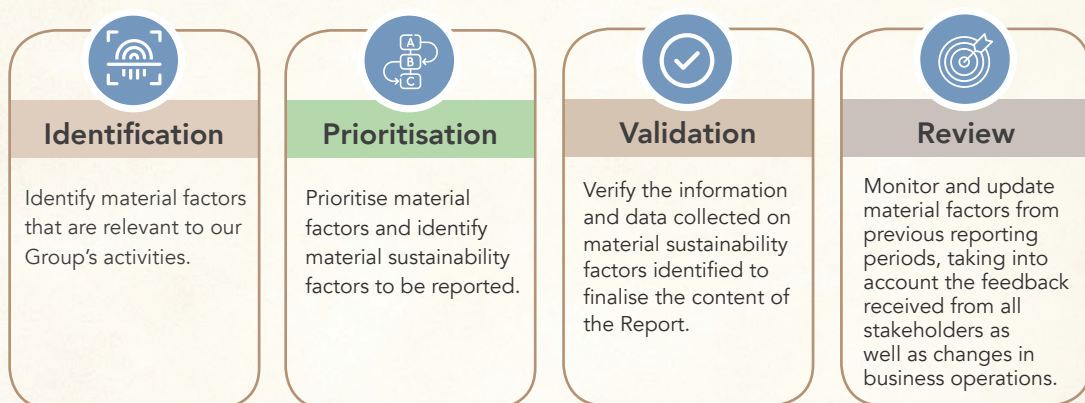 Identification
Identify material factors
that are relevant to our
Group's activities.
A
B
C
Prioritisation
Prioritise material
factors and identify
material sustainability
factors to be reported.
Validation
Verify the information
and data collected on
material sustainability
factors identified to
finalise the content of
the Report.
Review
Monitor and update
material factors from
previous reporting
periods, taking into
account the feedback
received from all
stakeholders as
well as changes in
business operations.